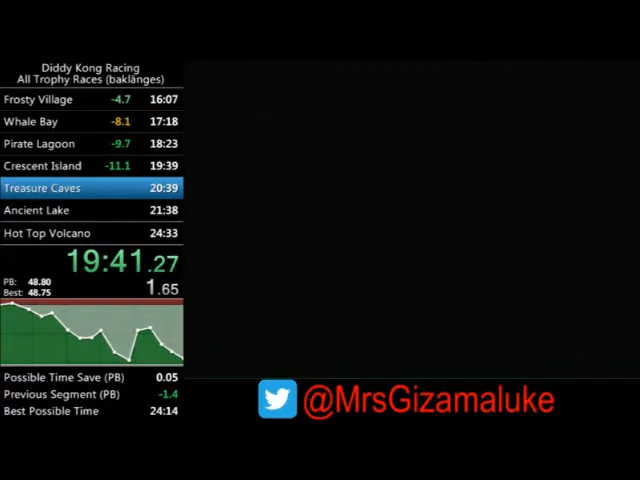 Diddy Kong Racing
All Trophy Races (baklänges)
Frosty Village -4.7 16:07
Whale Bay -8.1 17:18
Pirate Lagoon -9.7 18:23
Crescent Island -11.1 19:39
Treasure Caves 20:39
Ancient Lake 21:38
Hot Top Volcano 24:33
19:41.27
PB: 48.80
Best: 48.75
1.65
Possible Time Save (PB) 0.05
Previous Segment (PB) -1.4
Best Possible Time 24:14
@MrsGizamaluke